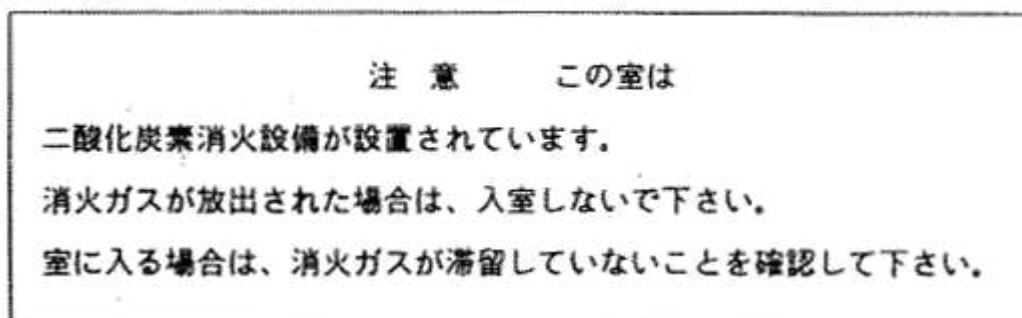 注　意　　　この室は
二酸化炭素消火設備が設置されています。
消火ガスが放出された場合は、入室しないで下さい。
室に入る場合は、消火ガスが滞留していないことを確認して下さい。